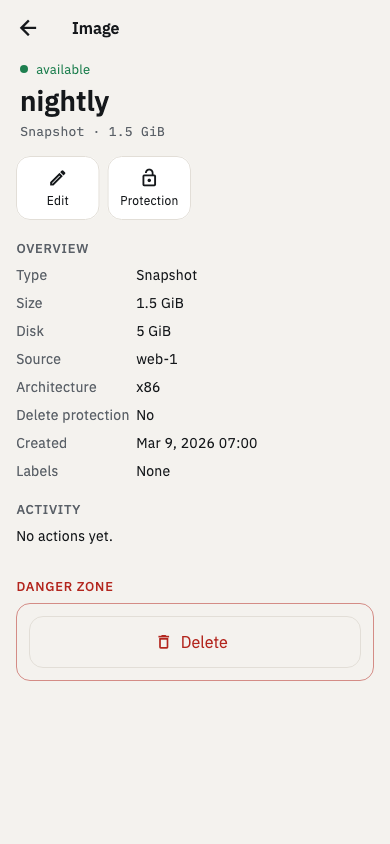 Image
available
nightly
Snapshot · 1.5 GiB
Edit
Protection
OVERVIEW
Type Snapshot
Size 1.5 GiB
Disk 5 GiB
Source web-1
Architecture x86
Delete protection No
Created Mar 9, 2026 07:00
Labels None
ACTIVITY
No actions yet.
DANGER ZONE
Delete